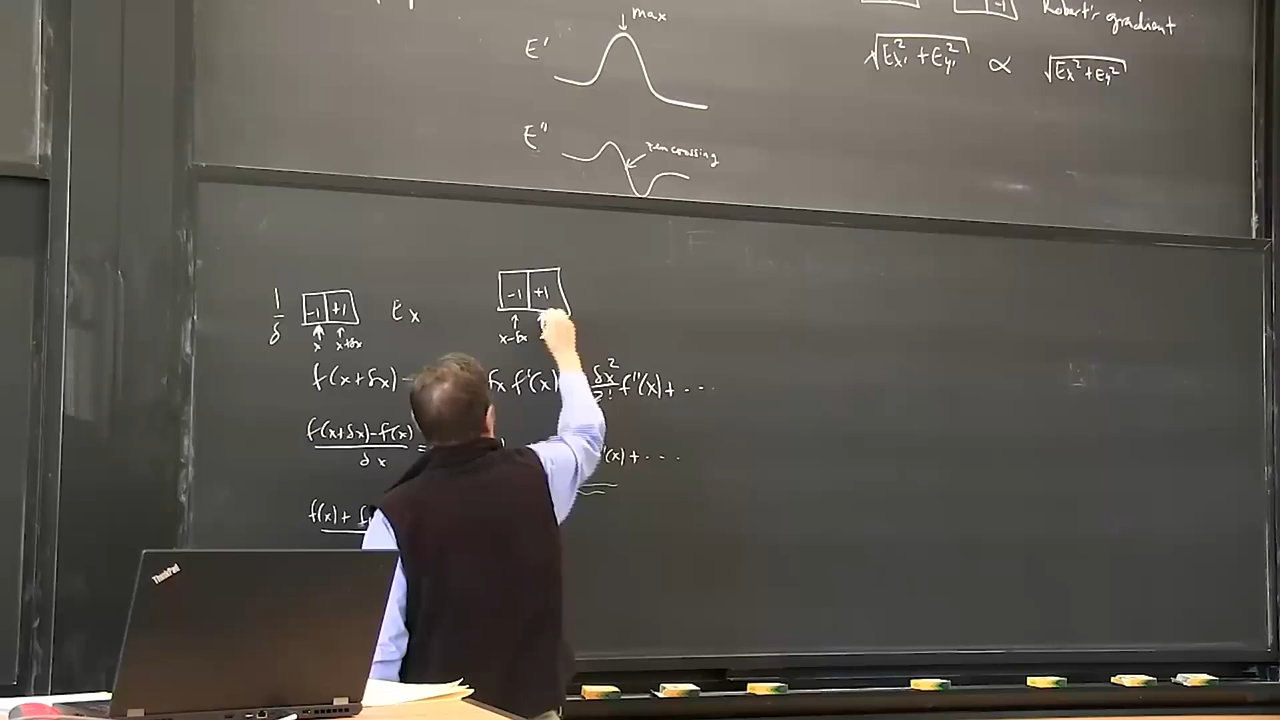 max
E'
E"
zero crossing
-1
Robert's gradient
√(Ex'² + Ey'²) ∝ √(Ex² + Ey²)
1/δ -1 +1 Ex
x x+δx
-1 +1
x-δx
f(x+δx) δx f'(x) δx²/2! f"(x) + ...
(f(x+δx) - f(x))/δx = (x) + ...
f(x) +
ThinkPad